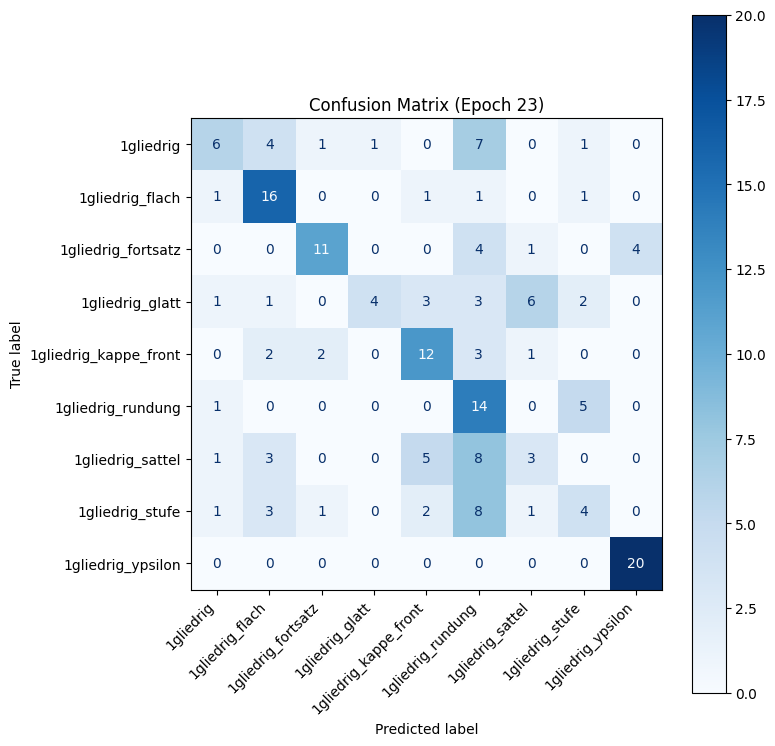 Confusion Matrix (Epoch 23)
True label
1gliedrig 6 4 1 1 0 7 0 1 0
1gliedrig_flach 1 16 0 0 1 1 0 1 0
1gliedrig_fortsatz 0 0 11 0 0 4 1 0 4
1gliedrig_glatt 1 1 0 4 3 3 6 2 0
1gliedrig_kappe_front 0 2 2 0 12 3 1 0 0
1gliedrig_rundung 1 0 0 0 0 14 0 5 0
1gliedrig_sattel 1 3 0 0 5 8 3 0 0
1gliedrig_stufe 1 3 1 0 2 8 1 4 0
1gliedrig_ypsilon 0 0 0 0 0 0 0 0 20
1gliedrig
1gliedrig_flach
1gliedrig_fortsatz
1gliedrig_glatt
1gliedrig_kappe_front
1gliedrig_rundung
1gliedrig_sattel
1gliedrig_stufe
1gliedrig_ypsilon
Predicted label
20.0
17.5
15.0
12.5
10.0
7.5
5.0
2.5
0.0